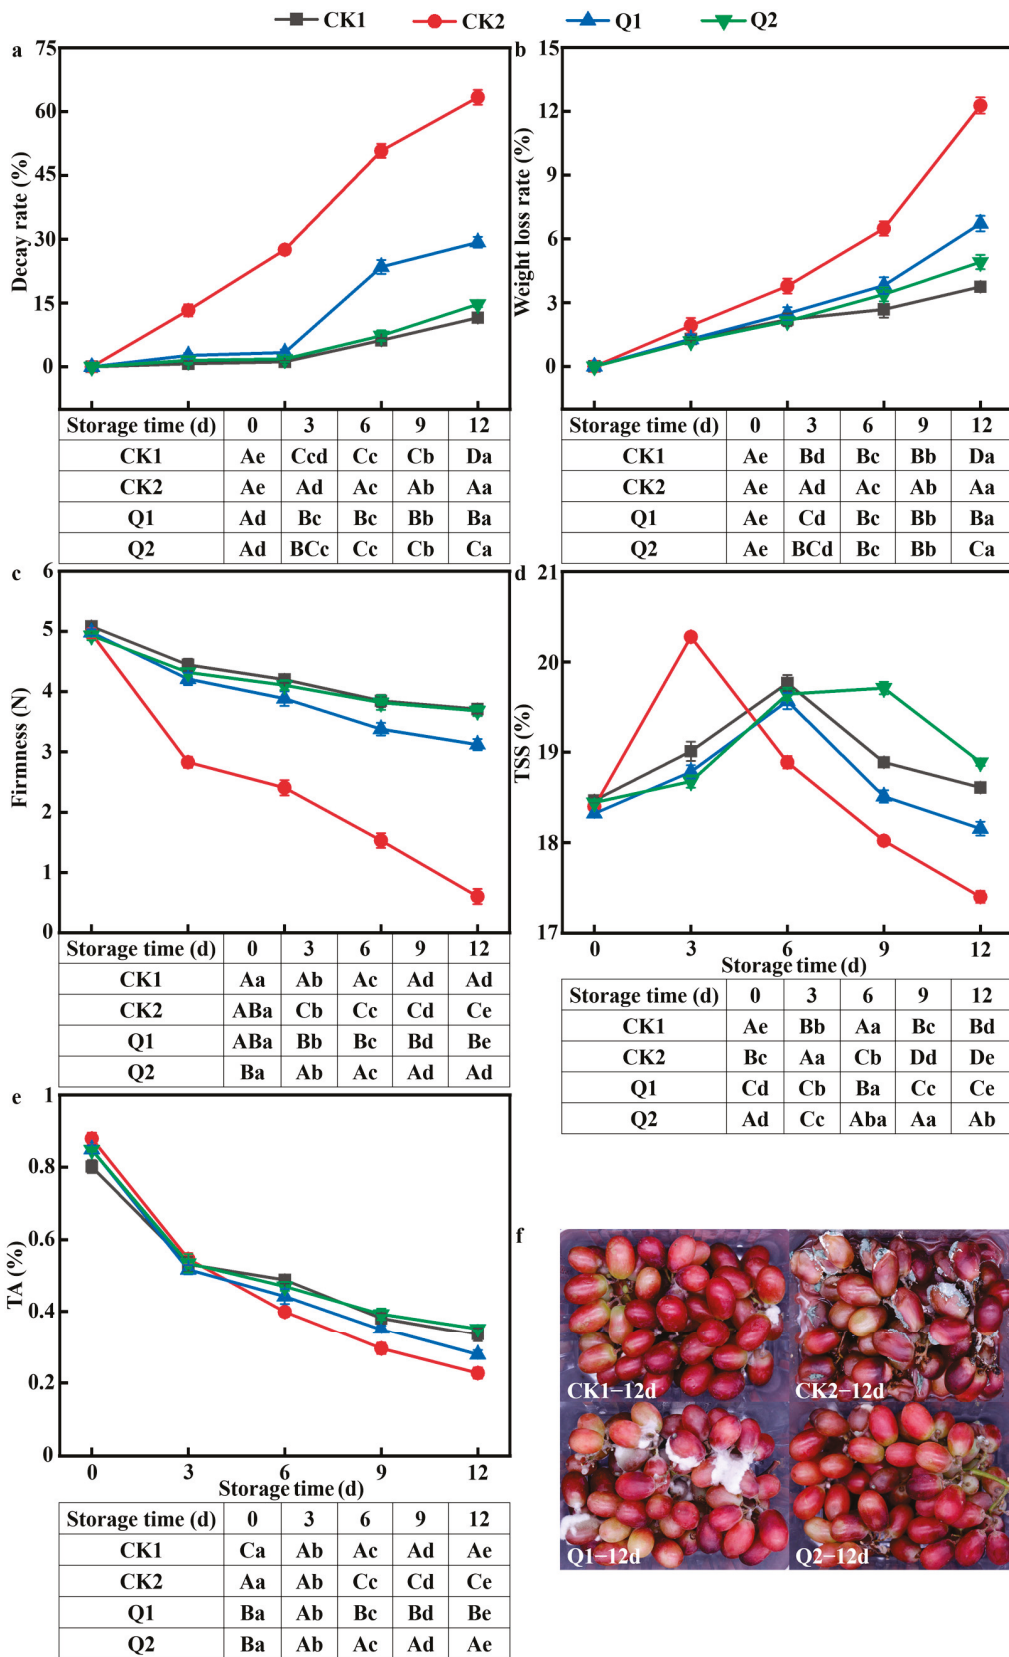 CK1 CK2 Q1 Q2
a
75
60
45
30
15
0
Decay rate (%)
Storage time (d) 0 3 6 9 12
CK1 Ae Ccd Cc Cb Da
CK2 Ae Ad Ac Ab Aa
Q1 Ad Bc Bc Bb Ba
Q2 Ad BCc Cc Cb Ca
b
15
12
9
6
3
0
Weight loss rate (%)
Storage time (d) 0 3 6 9 12
CK1 Ae Bd Bc Bb Da
CK2 Ae Ad Ac Ab Aa
Q1 Ae Cd Bc Bb Ba
Q2 Ae BCd Bc Bb Ca
c
6
5
4
3
2
1
0
Firmness (N)
Storage time (d) 0 3 6 9 12
CK1 Aa Ab Ac Ad Ad
CK2 ABa Cb Cc Cd Ce
Q1 ABa Bb Bc Bd Be
Q2 Ba Ab Ac Ad Ad
d
21
20
19
18
17
TSS (%)
0 3 6 9 12
Storage time (d)
Storage time (d) 0 3 6 9 12
CK1 Ae Bb Aa Bc Bd
CK2 Bc Aa Cb Dd De
Q1 Cd Cb Ba Cc Ce
Q2 Ad Cc Aba Aa Ab
e
1
0.8
0.6
0.4
0.2
0
TA (%)
0 3 6 9 12
Storage time (d)
Storage time (d) 0 3 6 9 12
CK1 Ca Ab Ac Ad Ae
CK2 Aa Ab Cc Cd Ce
Q1 Ba Ab Bc Bd Be
Q2 Ba Ab Ac Ad Ae
f
CK1–12d
CK2–12d
Q1–12d
Q2–12d